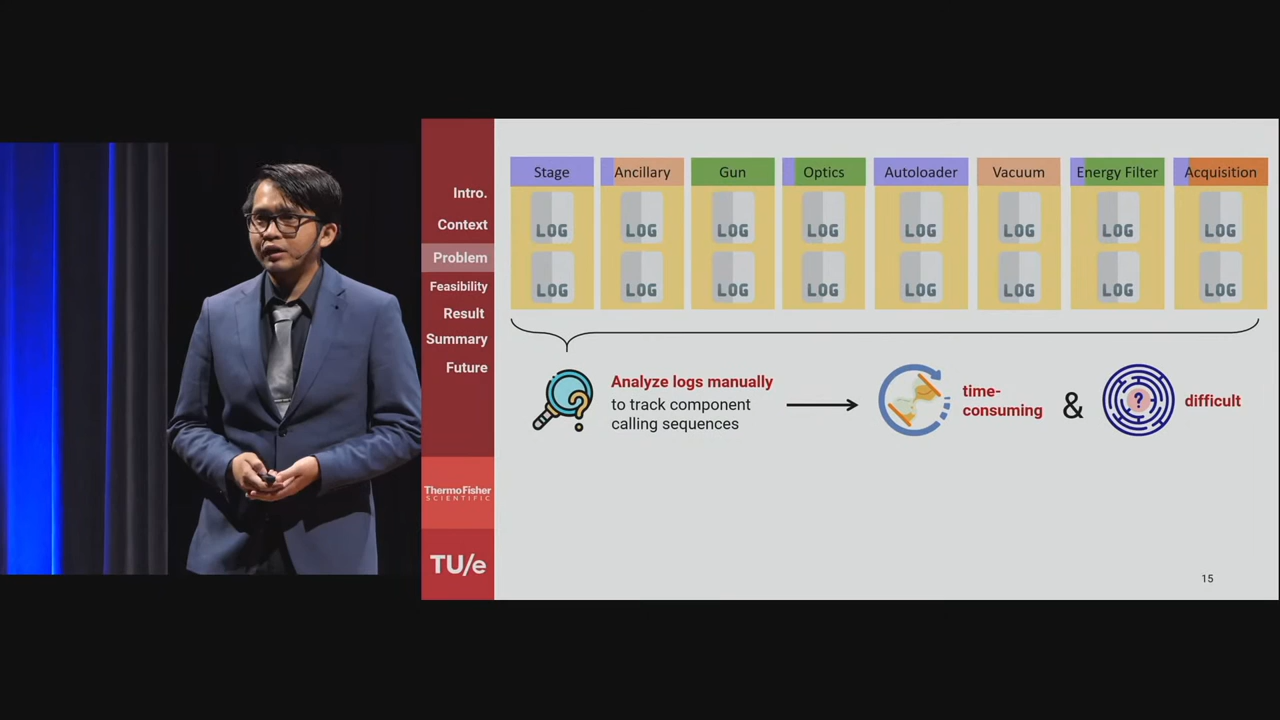 Intro.
Context
Problem
Feasibility
Result
Summary
Future
ThermoFisher
SCIENTIFIC
TU/e
Stage Ancillary Gun Optics Autoloader Vacuum Energy Filter Acquisition
LOG LOG LOG LOG LOG LOG LOG LOG
LOG LOG LOG LOG LOG LOG LOG LOG
Analyze logs manually
to track component
calling sequences
time-
consuming
&
?
difficult
15